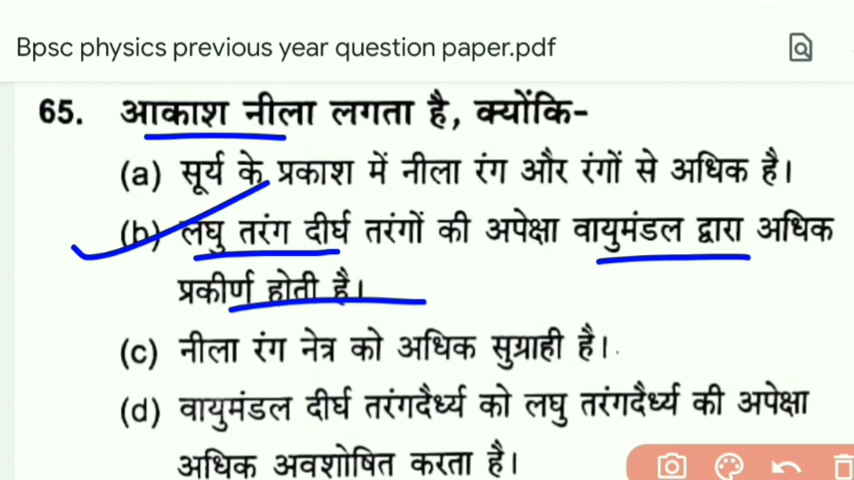 Bpsc physics previous year question paper.pdf
65. आकाश नीला लगता है, क्योंकि-
(a) सूर्य के प्रकाश में नीला रंग और रंगों से अधिक है।
(b) लघु तरंग दीर्घ तरंगों की अपेक्षा वायुमंडल द्वारा अधिक
प्रकीर्ण होती है।
(c) नीला रंग नेत्र को अधिक सुग्राही है।
(d) वायुमंडल दीर्घ तरंगदैर्ध्य को लघु तरंगदैर्ध्य की अपेक्षा
अधिक अवशोषित करता है।